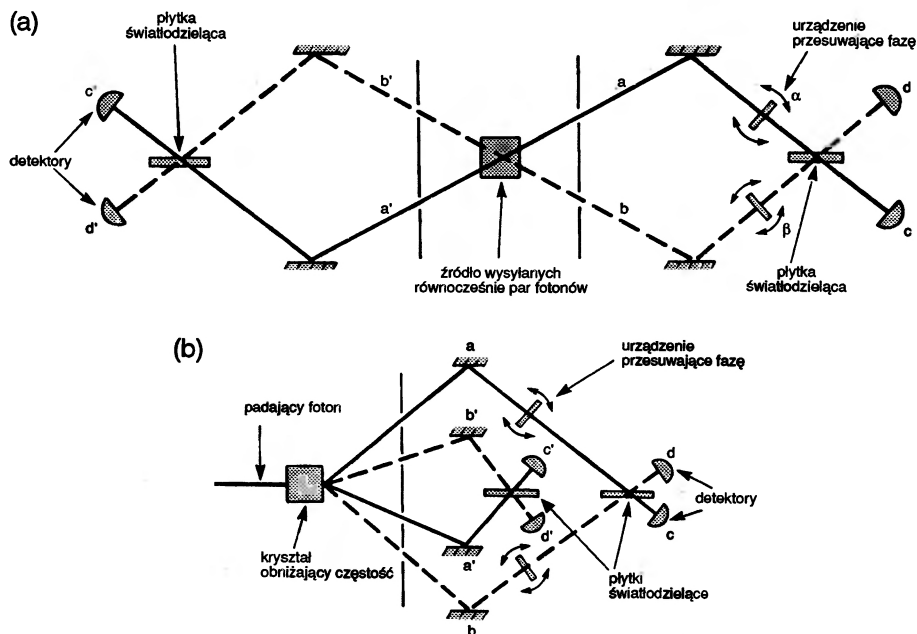 (a)
płytka
światłodzieląca
urządzenie
przesuwające fazę
c'
b'
a
α
d
detektory
d'
a'
b
β
c
źródło wysyłanych
równocześnie par fotonów
płytka
światłodzieląca
(b)
a
urządzenie
przesuwające fazę
padający foton
b'
c'
d
detektory
kryształ
obniżający częstość
a'
d'
c
płytki
światłodzielące
b